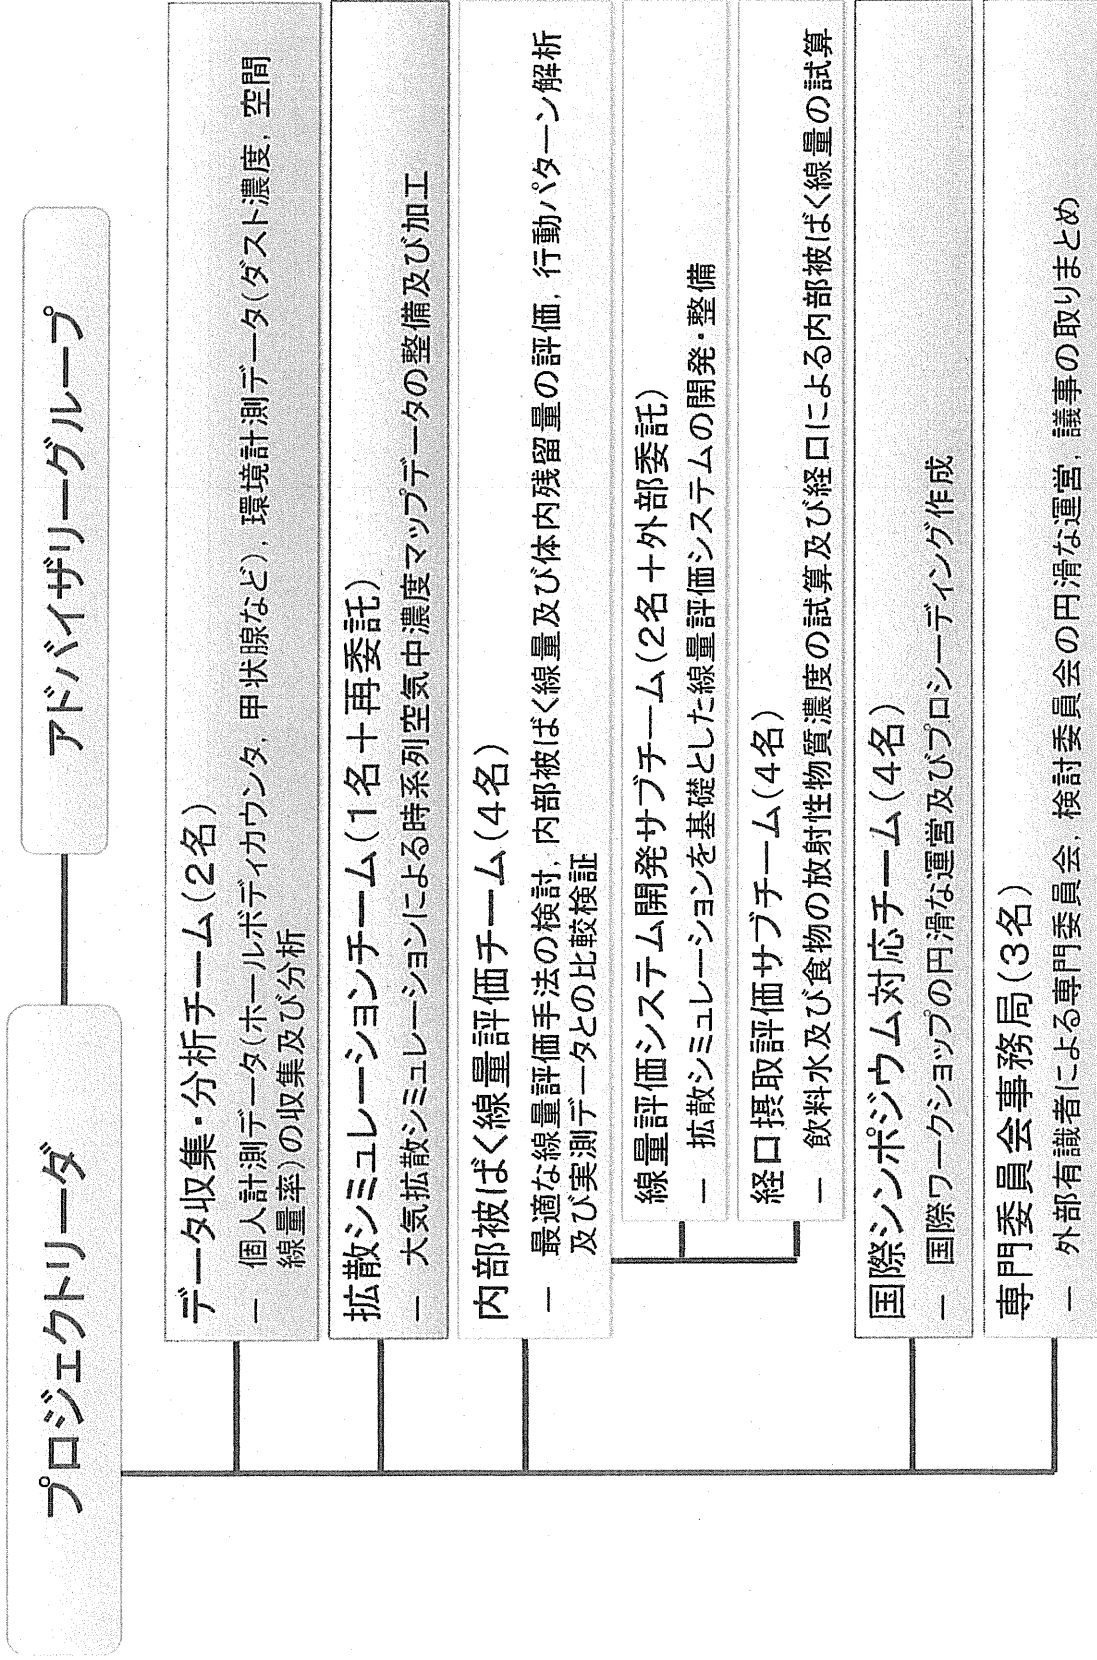 プロジェクトリーダ
アドバイザリーグループ
データ収集・分析チーム(2名)
－ 個人計測データ(ホールボディカウンタ, 甲状腺など), 環境計測データ(ダスト濃度, 空間
線量率)の収集及び分析
拡散シミュレーションチーム(1名＋再委託)
－ 大気拡散シミュレーションによる時系列空気中濃度マップデータの整備及び加工
内部被ばく線量評価チーム(4名)
－ 最適な線量評価手法の検討, 内部被ばく線量及び体内残留量の評価, 行動パターン解析
及び実測データとの比較検証
線量評価システム開発サブチーム(2名＋外部委託)
－ 拡散シミュレーションを基礎とした線量評価システムの開発・整備
経口摂取評価サブチーム(4名)
－ 飲料水及び食物の放射性物質濃度の試算及び経口による内部被ばく線量の試算
国際シンポジウム対応チーム(4名)
－ 国際ワークショップの円滑な運営及びプロシーディング作成
専門委員会事務局(3名)
－ 外部有識者による専門委員会, 検討委員会の円滑な運営, 議事の取りまとめ